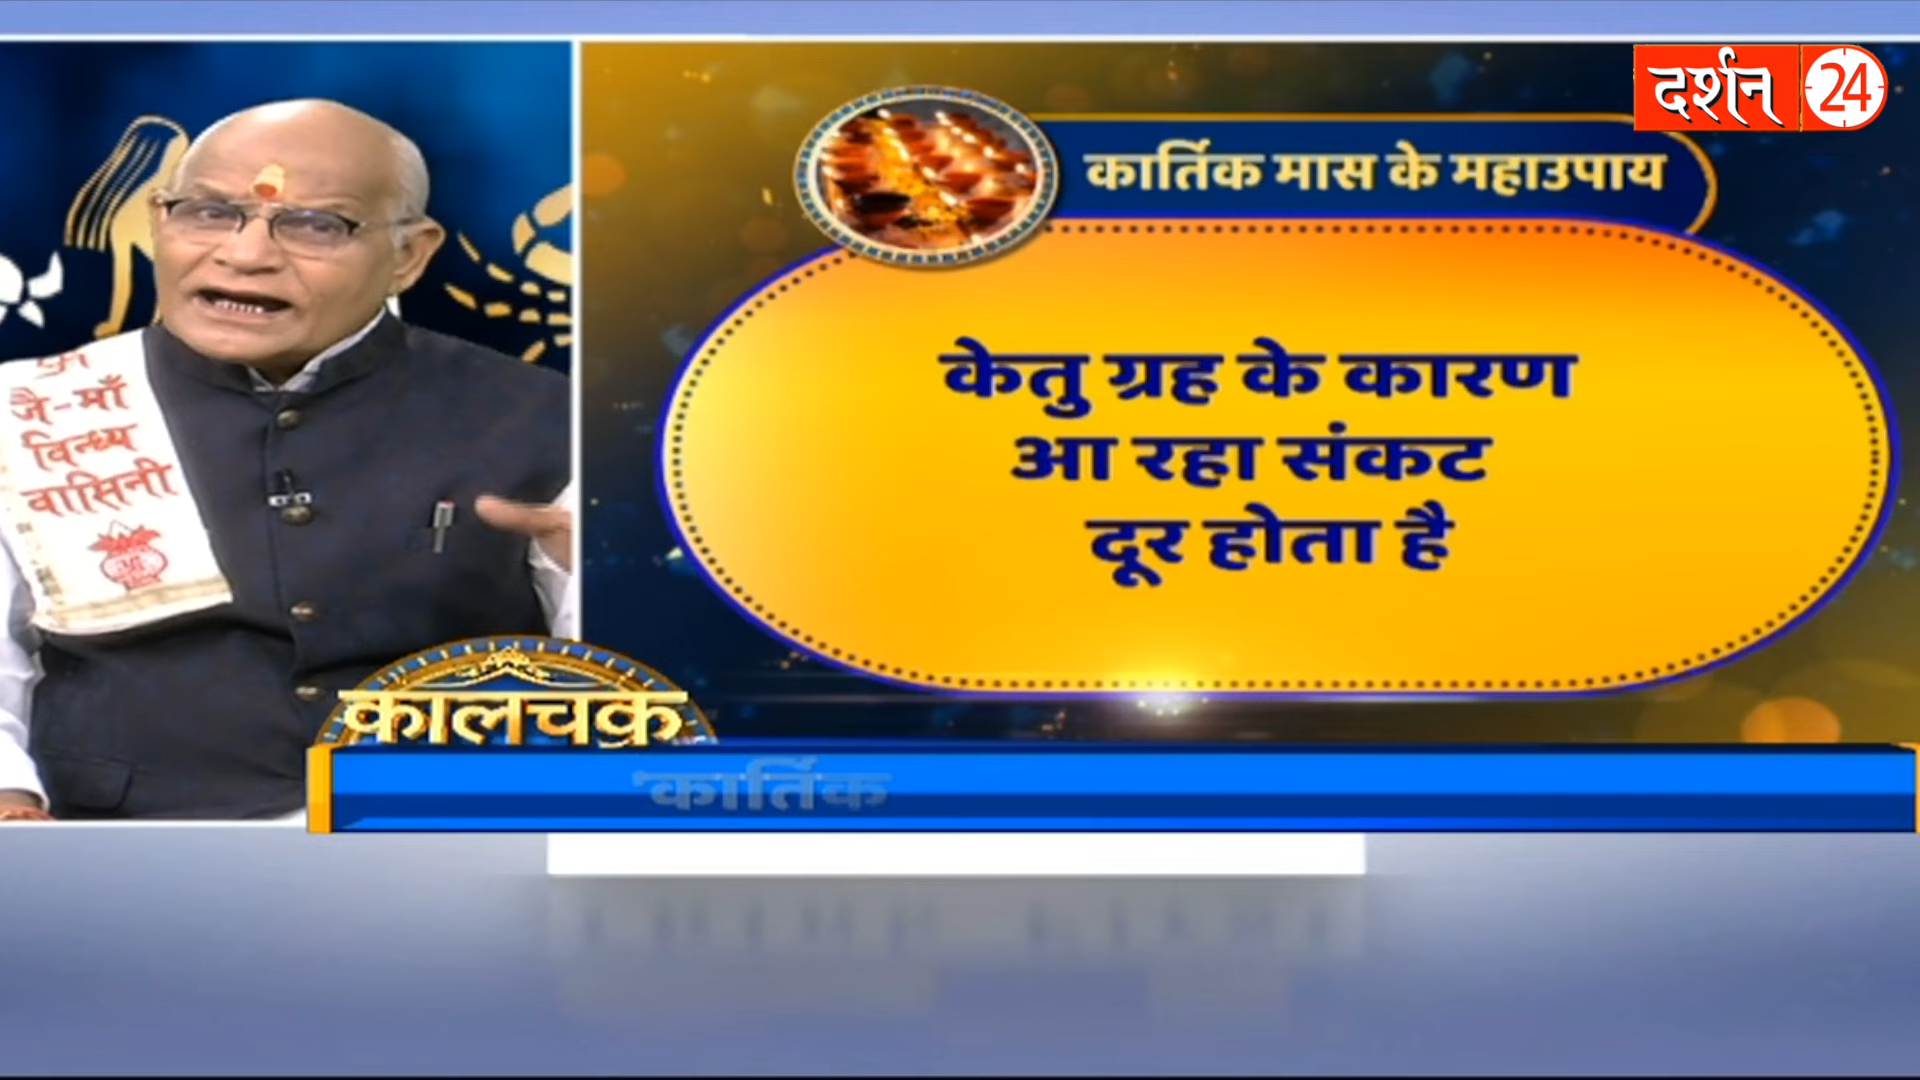 दर्शन 24
कार्तिक मास के महाउपाय
केतु ग्रह के कारण
आ रहा संकट
दूर होता है
जै-माँ
विन्ध्य
वासिनी
कालचक्र
'कार्तिक